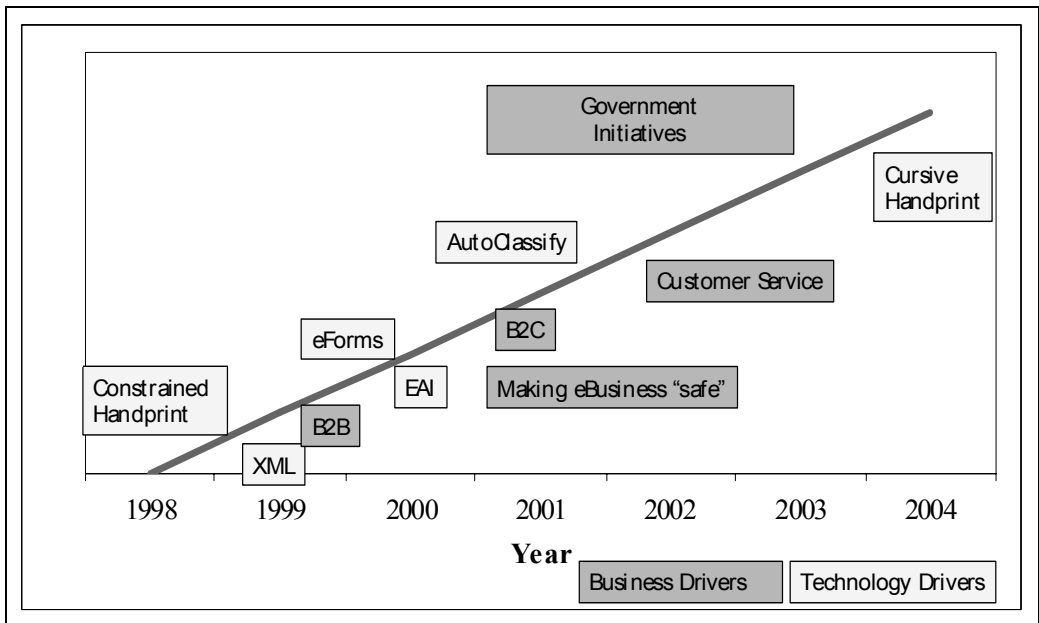 Government
Initiatives
Cursive
Handprint
AutoClassify
Customer Service
B2C
eForms
Constrained
Handprint
EAI
Making eBusiness “safe”
B2B
XML
1998 1999 2000 2001 2002 2003 2004
Year
Business Drivers Technology Drivers